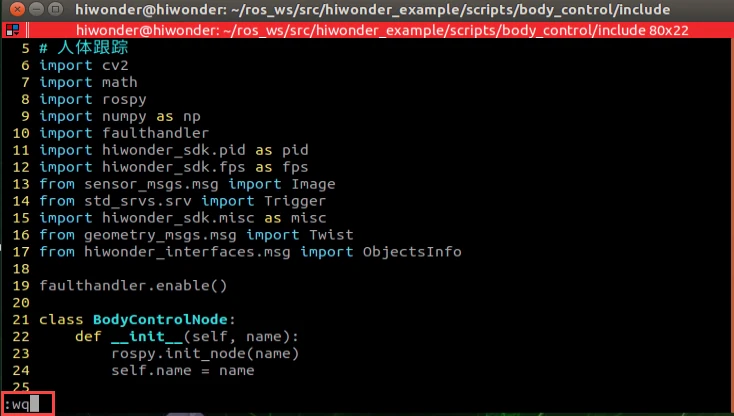 hiwonder@hiwonder: ~/ros_ws/src/hiwonder_example/scripts/body_control/include
hiwonder@hiwonder: ~/ros_ws/src/hiwonder_example/scripts/body_control/include 80x22
5 # 人体跟踪
6 import cv2
7 import math
8 import rospy
9 import numpy as np
10 import faulthandler
11 import hiwonder_sdk.pid as pid
12 import hiwonder_sdk.fps as fps
13 from sensor_msgs.msg import Image
14 from std_srvs.srv import Trigger
15 import hiwonder_sdk.misc as misc
16 from geometry_msgs.msg import Twist
17 from hiwonder_interfaces.msg import ObjectsInfo
18
19 faulthandler.enable()
20
21 class BodyControlNode:
22     def __init__(self, name):
23         rospy.init_node(name)
24         self.name = name
25
:wq